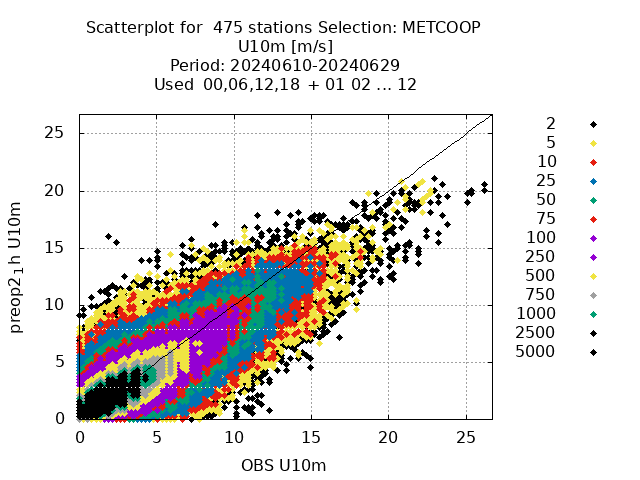 Scatterplot for  475 stations Selection: METCOOP
U10m [m/s]
Period: 20240610-20240629
Used  00,06,12,18  + 01 02 ... 12
preop2₁h U10m
25
20
15
10
5
0
0 5 10 15 20 25
OBS U10m
2
5
10
25
50
75
100
250
500
750
1000
2500
5000